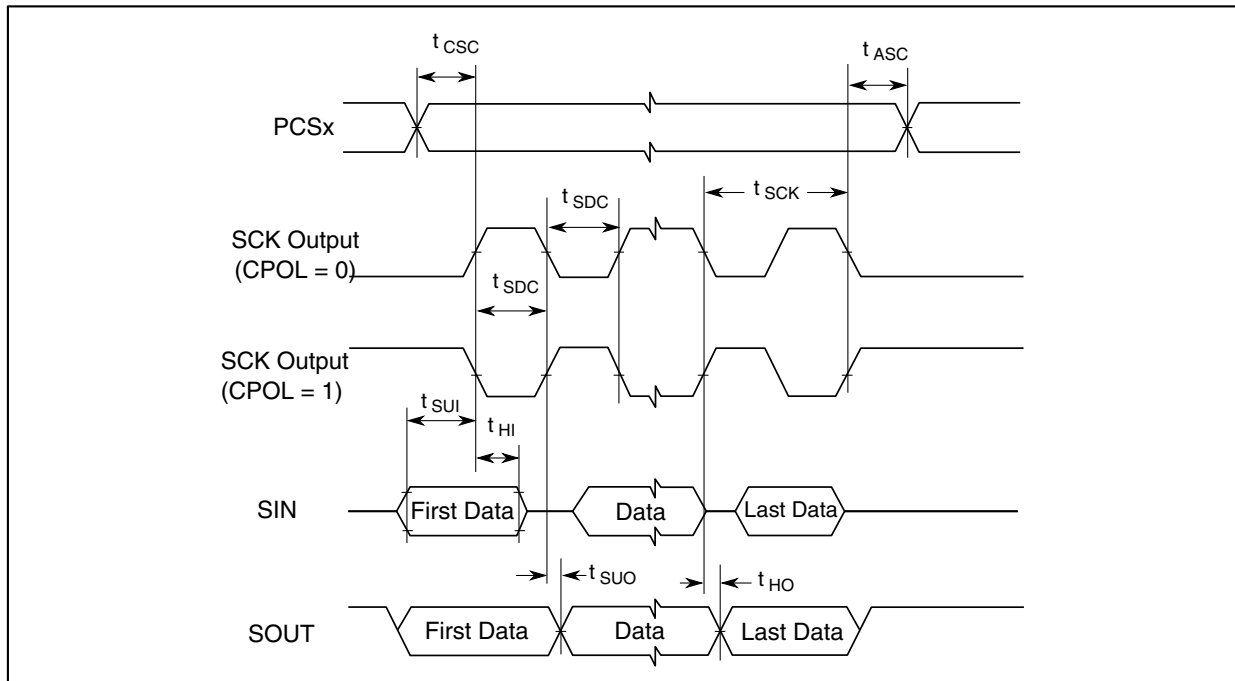 t CSC
t ASC
PCSx
t SDC
t SCK
SCK Output
(CPOL = 0)
t SDC
SCK Output
(CPOL = 1)
t SUI
t HI
SIN
First Data
Data
Last Data
t SUO
t HO
SOUT
First Data
Data
Last Data